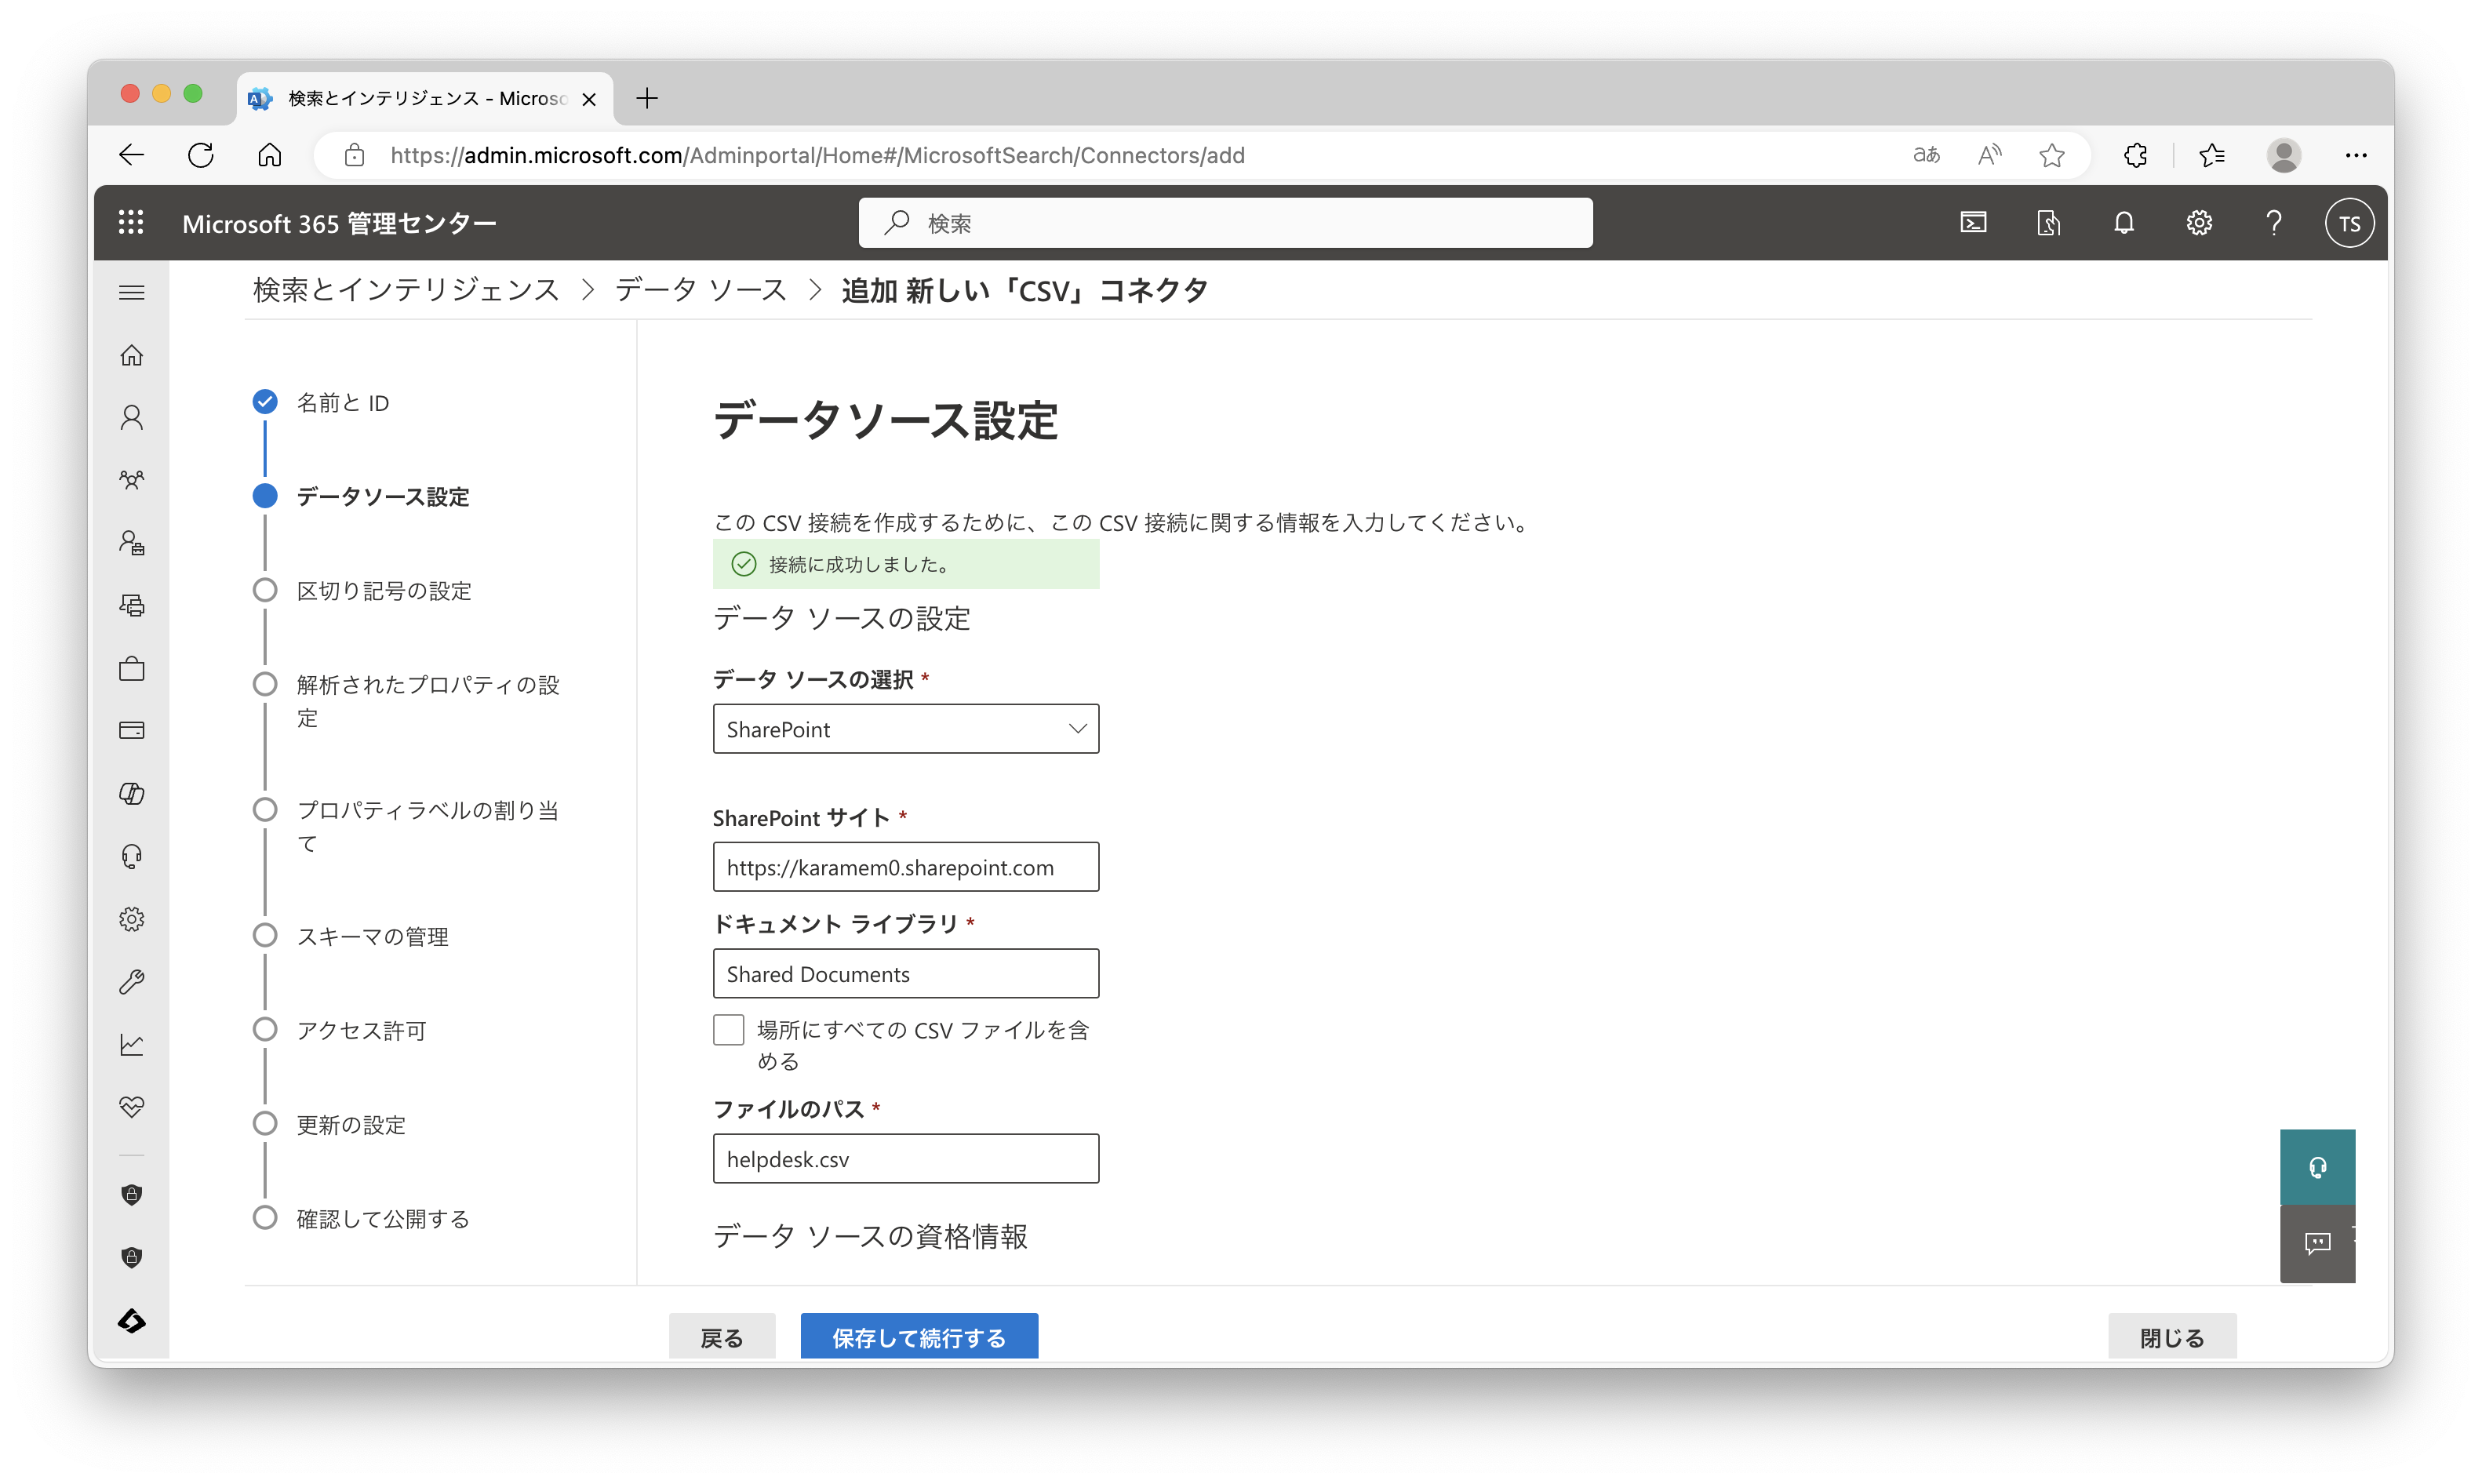 検索とインテリジェンス - Microso
https://admin.microsoft.com/Adminportal/Home#/MicrosoftSearch/Connectors/add
aあ
Microsoft 365 管理センター
検索
TS
検索とインテリジェンス > データ ソース > 追加 新しい「CSV」コネクタ
名前と ID
データソース設定
区切り記号の設定
解析されたプロパティの設
定
プロパティラベルの割り当
て
スキーマの管理
アクセス許可
更新の設定
確認して公開する
データソース設定
この CSV 接続を作成するために、この CSV 接続に関する情報を入力してください。
接続に成功しました。
データ ソースの設定
データ ソースの選択 *
SharePoint
SharePoint サイト *
https://karamem0.sharepoint.com
ドキュメント ライブラリ *
Shared Documents
場所にすべての CSV ファイルを含
める
ファイルのパス *
helpdesk.csv
データ ソースの資格情報
戻る
保存して続行する
閉じる